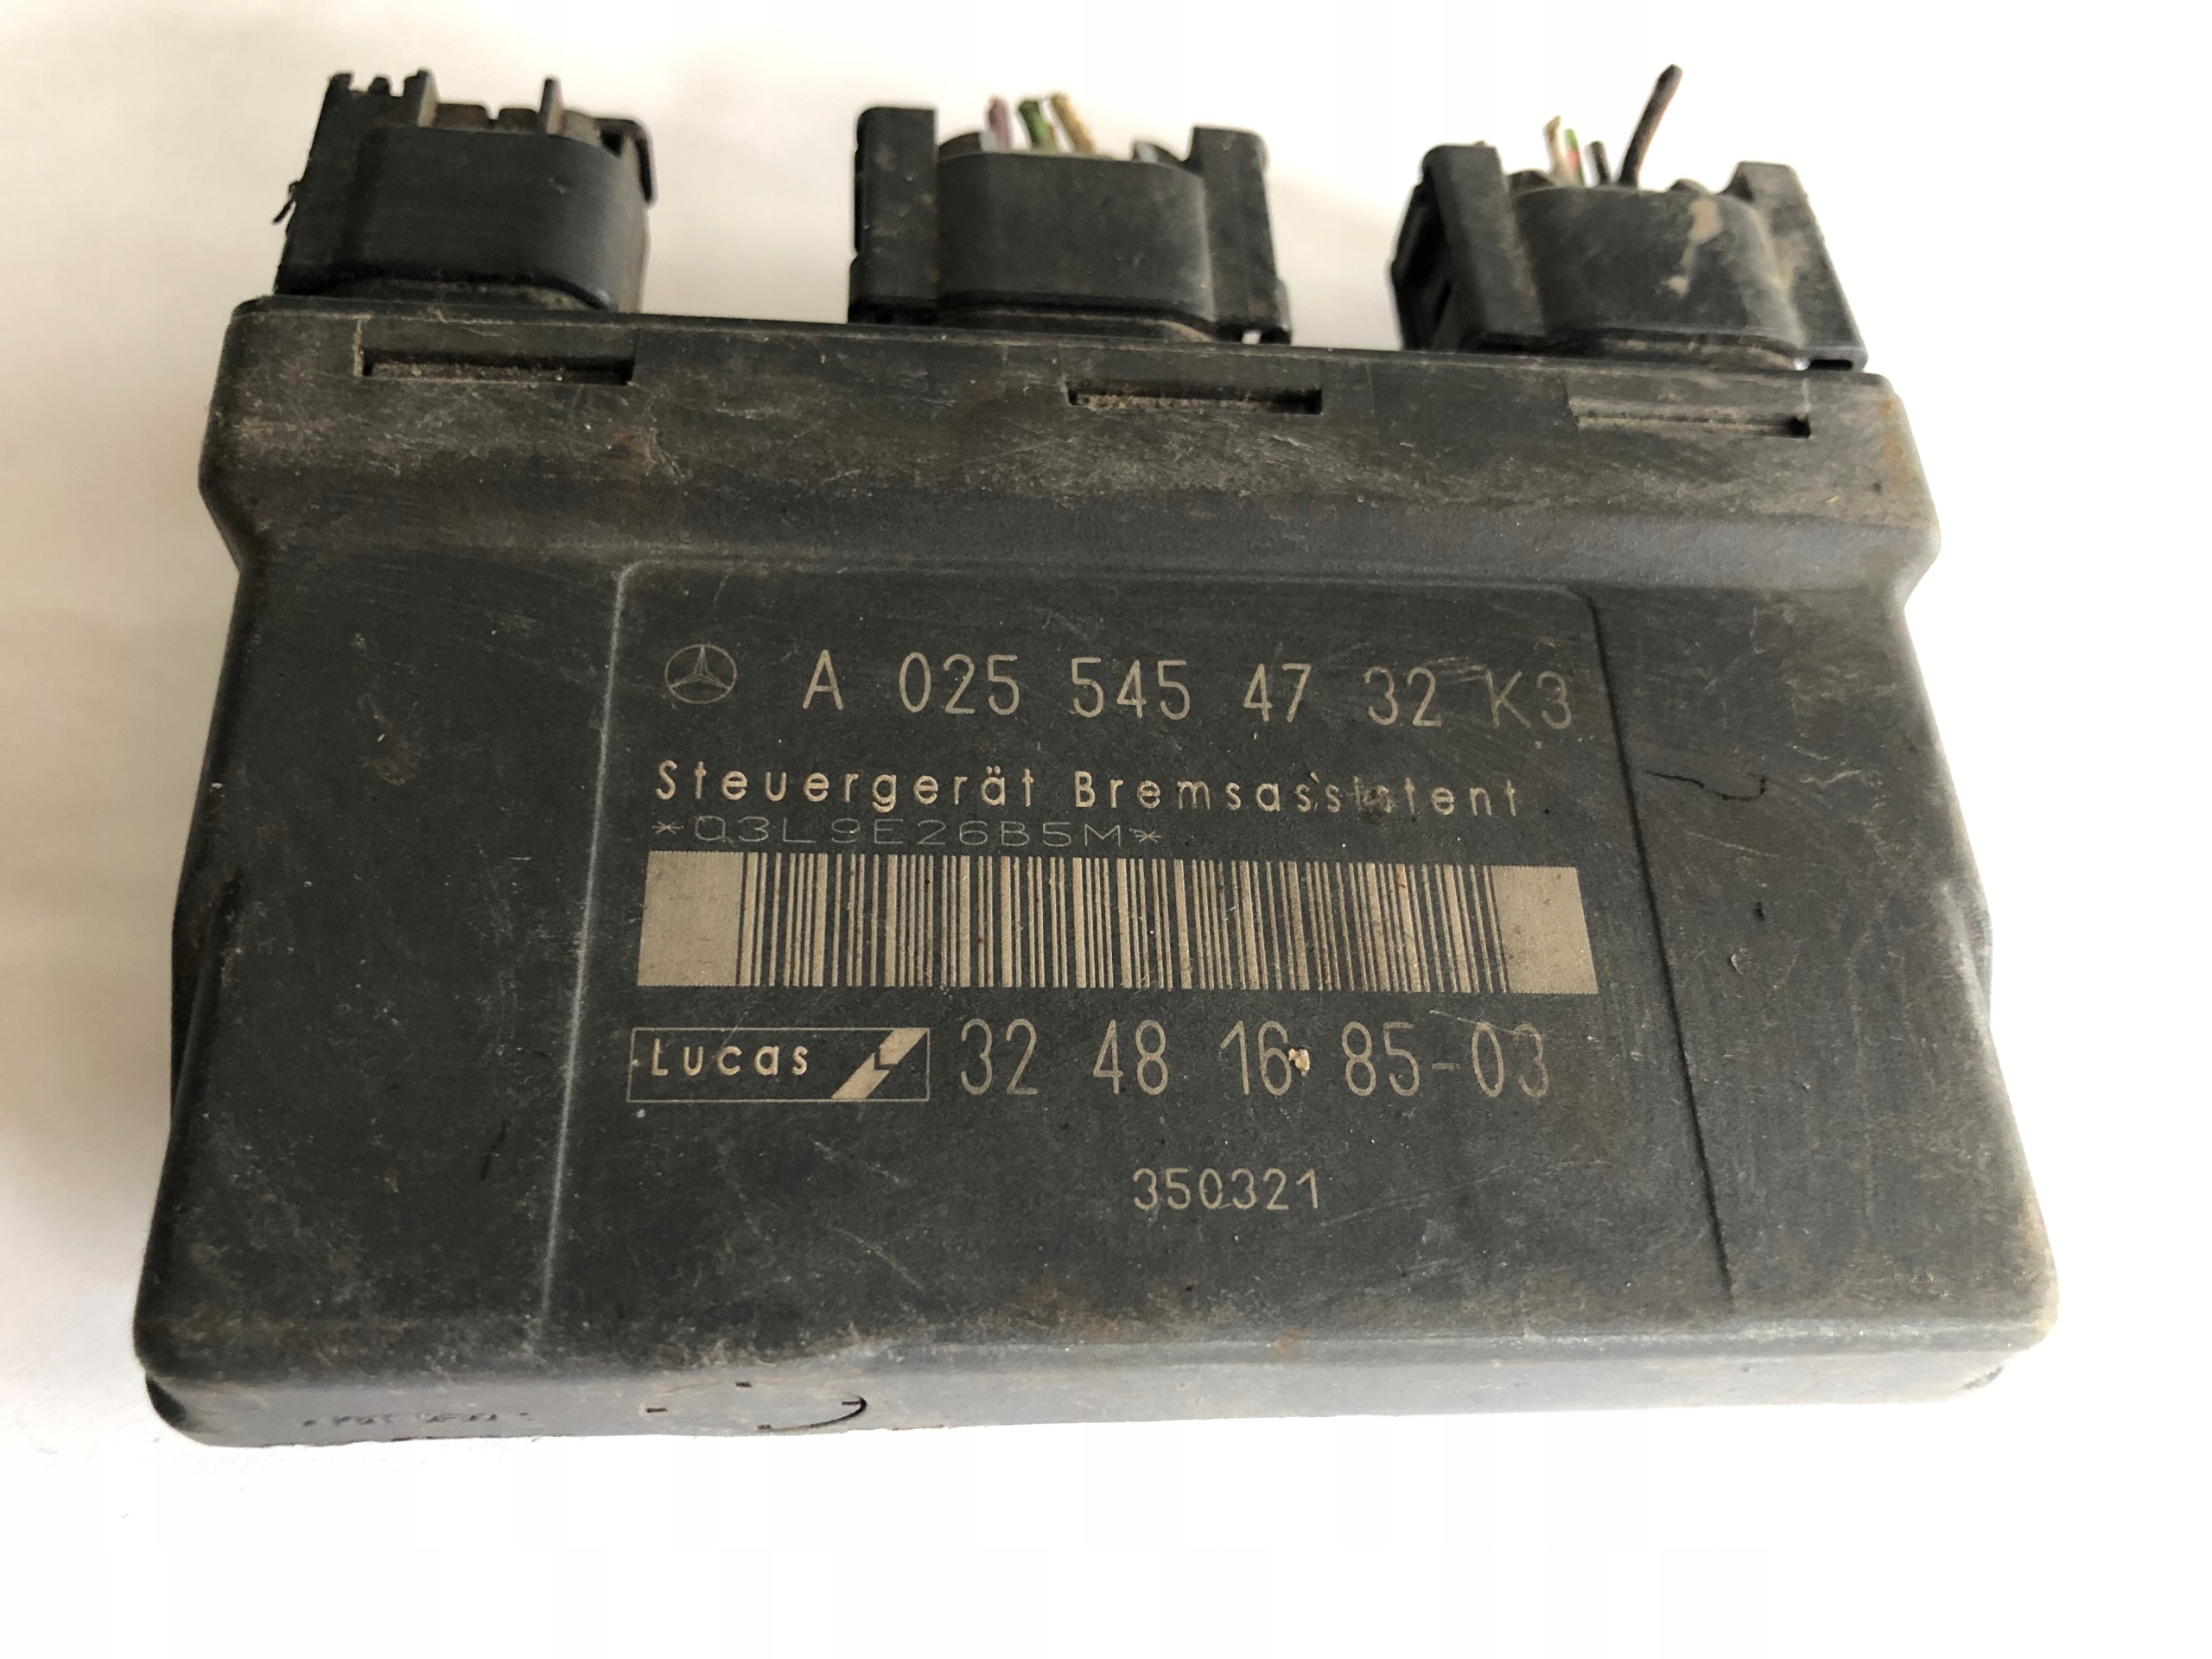 A 025 545 47 32 K3
Steuergerät Bremsassistent
*Q3L9E26B5M*
Lucas 32 48 16 85-03
350321